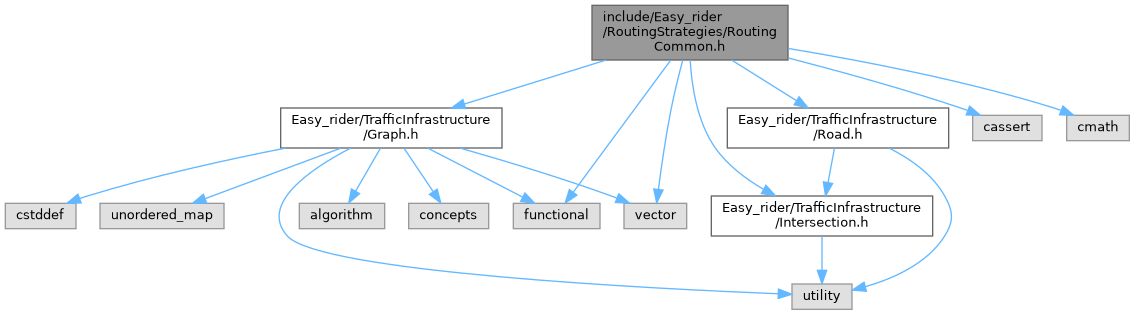 include/Easy_rider
/RoutingStrategies/Routing
Common.h
Easy_rider/TrafficInfrastructure
/Graph.h
Easy_rider/TrafficInfrastructure
/Road.h
cassert
cmath
cstddef
unordered_map
algorithm
concepts
functional
vector
Easy_rider/TrafficInfrastructure
/Intersection.h
utility